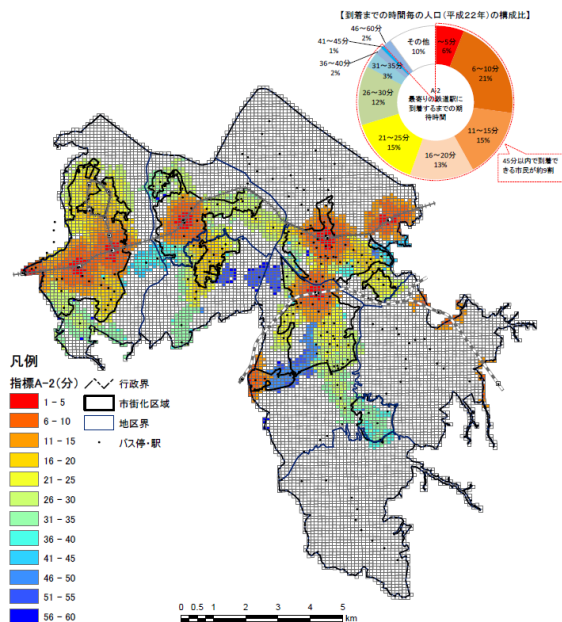 【到着までの時間毎の人口(平成22年)の構成比】
46～60分
2%
41～45分
1%
36～40分
2%
31～35分
3%
26～30分
12%
21～25分
15%
16～20分
13%
11～15分
15%
6～10分
21%
～5分
6%
その他
10%
A-2
最寄りの鉄道駅に
到着するまでの期
待時間
45分以内で到着で
きる市民が約9割
凡例
指標A-2(分)
1 - 5
6 - 10
11 - 15
16 - 20
21 - 25
26 - 30
31 - 35
36 - 40
41 - 45
46 - 50
51 - 55
56 - 60
行政界
市街化区域
地区界
バス停・駅
0 0.5 1 2 3 4 5
km